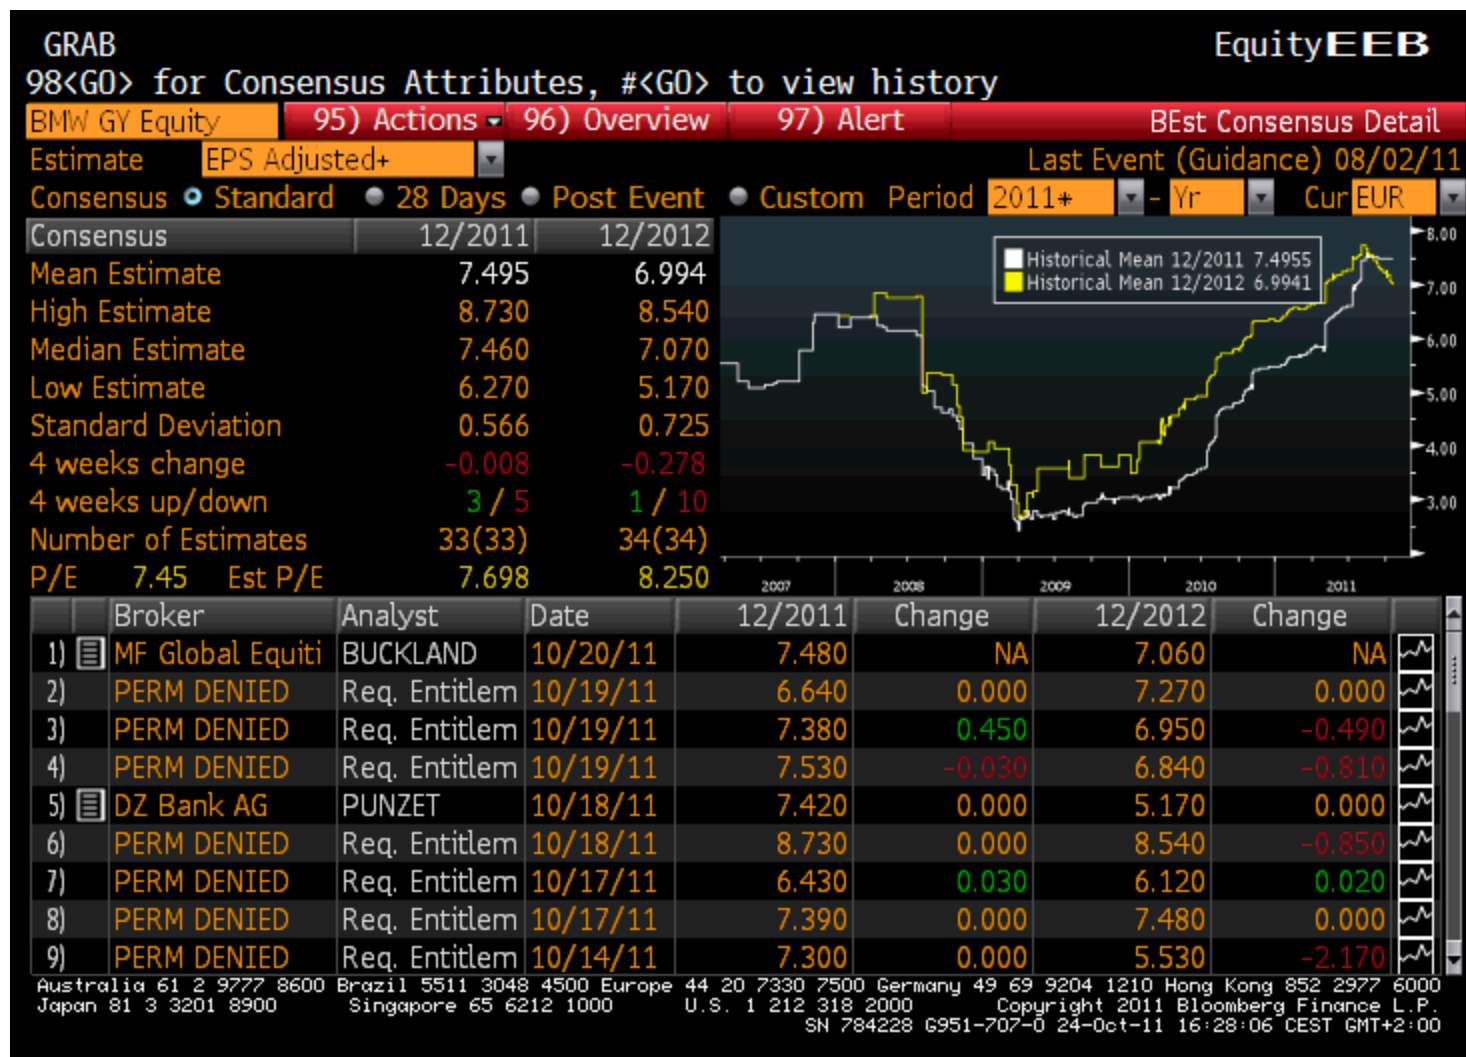 GRAB EquityEEB
98<GO> for Consensus Attributes, #<GO> to view history
BMW GY Equity 95) Actions 96) Overview 97) Alert BEst Consensus Detail
Estimate EPS Adjusted+ Last Event (Guidance) 08/02/11
Consensus Standard 28 Days Post Event Custom Period 2011* - Yr Cur EUR
Consensus 12/2011 12/2012
Mean Estimate 7.495 6.994
High Estimate 8.730 8.540
Median Estimate 7.460 7.070
Low Estimate 6.270 5.170
Standard Deviation 0.566 0.725
4 weeks change -0.008 -0.278
4 weeks up/down 3 / 5 1 / 10
Number of Estimates 33(33) 34(34)
P/E 7.45 Est P/E 7.698 8.250
Historical Mean 12/2011 7.4955
Historical Mean 12/2012 6.9941
8.00
7.00
6.00
5.00
4.00
3.00
2007 2008 2009 2010 2011
Broker Analyst Date 12/2011 Change 12/2012 Change
1) MF Global Equiti BUCKLAND 10/20/11 7.480 NA 7.060 NA
2) PERM DENIED Req. Entitlem 10/19/11 6.640 0.000 7.270 0.000
3) PERM DENIED Req. Entitlem 10/19/11 7.380 0.450 6.950 -0.490
4) PERM DENIED Req. Entitlem 10/19/11 7.530 -0.030 6.840 -0.810
5) DZ Bank AG PUNZET 10/18/11 7.420 0.000 5.170 0.000
6) PERM DENIED Req. Entitlem 10/18/11 8.730 0.000 8.540 -0.850
7) PERM DENIED Req. Entitlem 10/17/11 6.430 0.030 6.120 0.020
8) PERM DENIED Req. Entitlem 10/17/11 7.390 0.000 7.480 0.000
9) PERM DENIED Req. Entitlem 10/14/11 7.300 0.000 5.530 -2.170
Australia 61 2 9777 8600 Brazil 5511 3048 4500 Europe 44 20 7330 7500 Germany 49 69 9204 1210 Hong Kong 852 2977 6000
Japan 81 3 3201 8900 Singapore 65 6212 1000 U.S. 1 212 318 2000 Copyright 2011 Bloomberg Finance L.P.
SN 784228 G951-707-0 24-Oct-11 16:28:06 CEST GMT+2:00